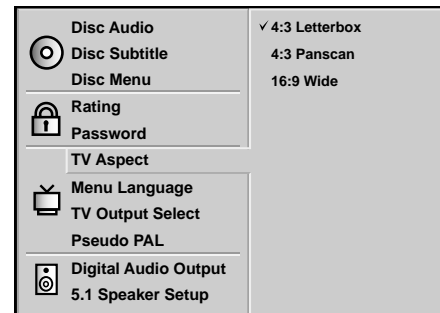 Disc Audio
Disc Subtitle
Disc Menu
Rating
Password
TV Aspect
Menu Language
TV Output Select
Pseudo PAL
Digital Audio Output
5.1 Speaker Setup
✓ 4:3 Letterbox
4:3 Panscan
16:9 Wide